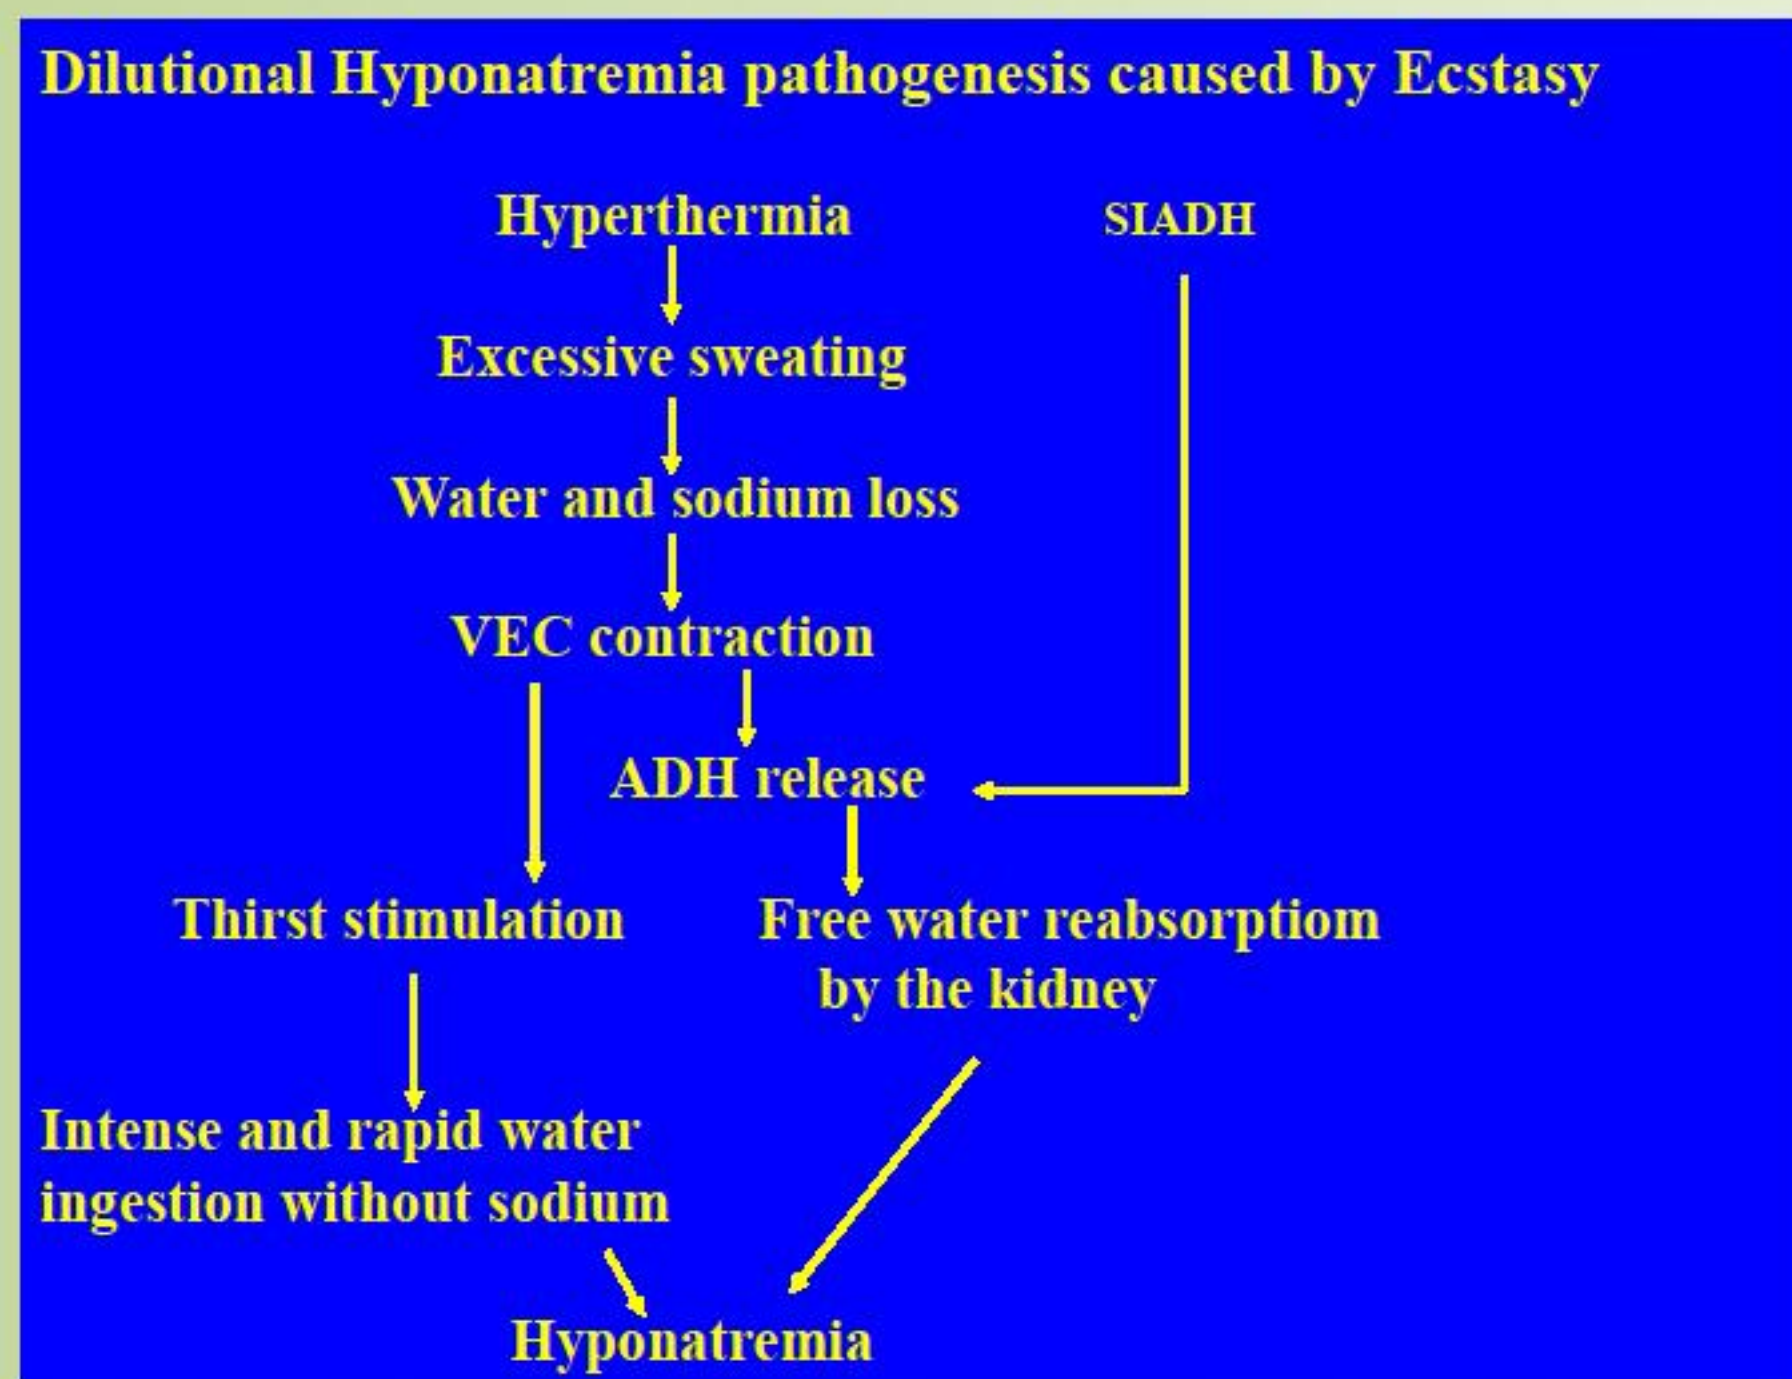 Dilutional Hyponatremia pathogenesis caused by Ecstasy
Hyperthermia
SIADH
Excessive sweating
Water and sodium loss
VEC contraction
ADH release
Thirst stimulation
Free water reabsorptiom
by the kidney
Intense and rapid water
ingestion without sodium
Hyponatremia